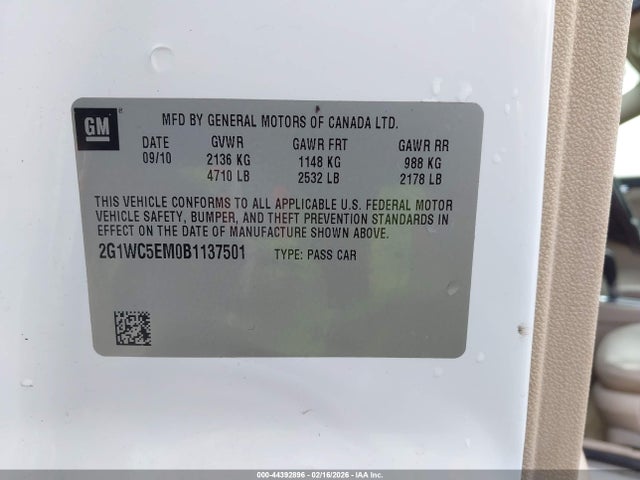 GM
MFD BY GENERAL MOTORS OF CANADA LTD.
DATE GVWR GAWR FRT GAWR RR
09/10 2136 KG 1148 KG 988 KG
4710 LB 2532 LB 2178 LB
THIS VEHICLE CONFORMS TO ALL APPLICABLE U.S. FEDERAL MOTOR
VEHICLE SAFETY, BUMPER, AND THEFT PREVENTION STANDARDS IN
EFFECT ON THE DATE OF MANUFACTURE SHOWN ABOVE.
2G1WC5EM0B1137501 TYPE: PASS CAR
000-44392896 - 02/16/2026 - IAA Inc.